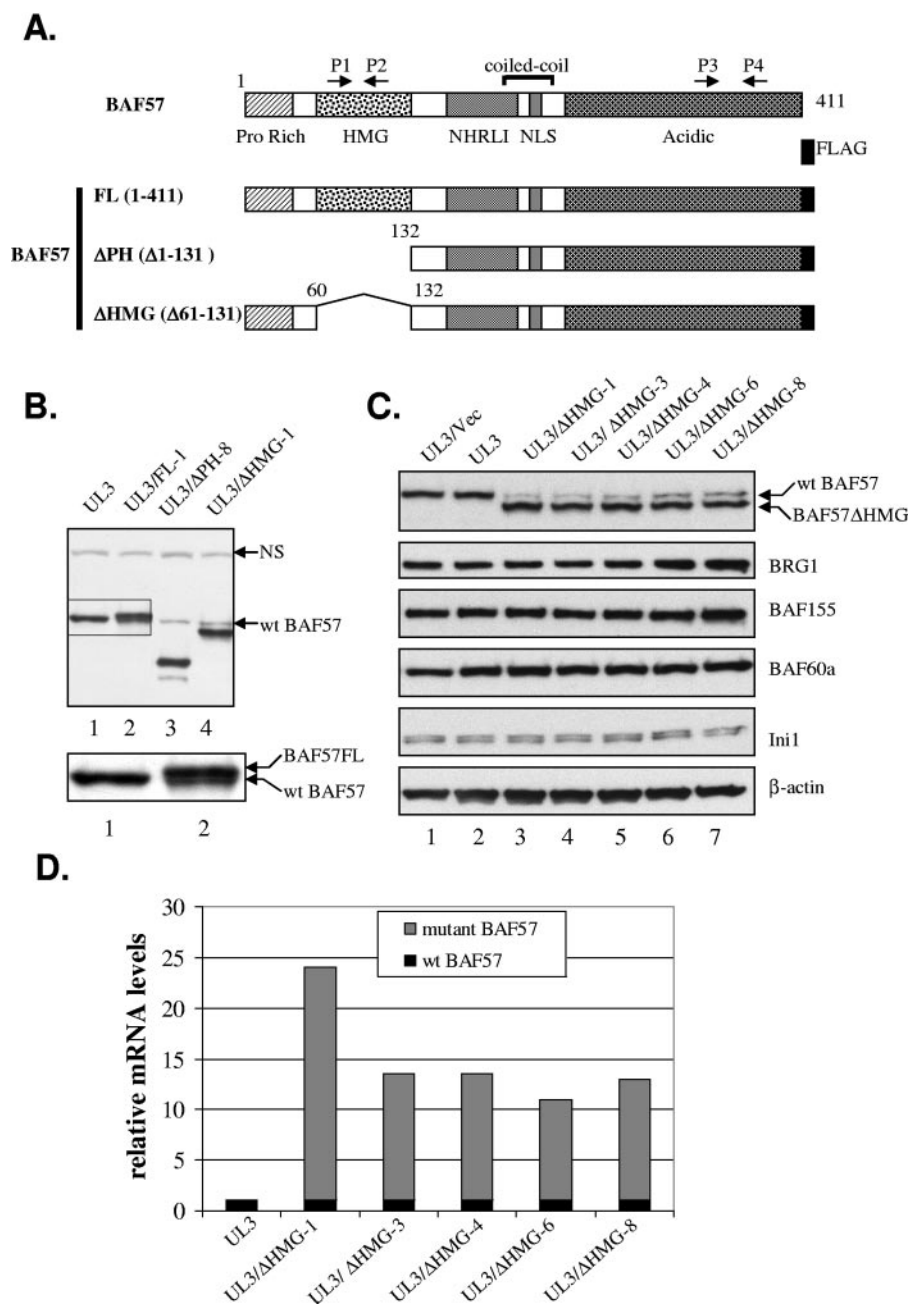 A.
P1 P2 coiled-coil P3 P4
1
BAF57 411
Pro Rich HMG NHRLI NLS Acidic
FLAG
FL (1-411)
132
BAF57 ΔPH (Δ1-131 )
60 132
ΔHMG (Δ61-131)
B.
UL3 UL3/FL-1 UL3/ΔPH-8 UL3/ΔHMG-1
NS
wt BAF57
1 2 3 4
BAF57FL
wt BAF57
1 2
C.
UL3/Vec UL3 UL3/ΔHMG-1 UL3/ ΔHMG-3 UL3/ΔHMG-4 UL3/ΔHMG-6 UL3/ΔHMG-8
wt BAF57
BAF57ΔHMG
BRG1
BAF155
BAF60a
Ini1
β-actin
1 2 3 4 5 6 7
D.
relative mRNA levels
30
25
20
15
10
5
0
mutant BAF57
wt BAF57
UL3 UL3/ΔHMG-1 UL3/ ΔHMG-3 UL3/ΔHMG-4 UL3/ΔHMG-6 UL3/ΔHMG-8